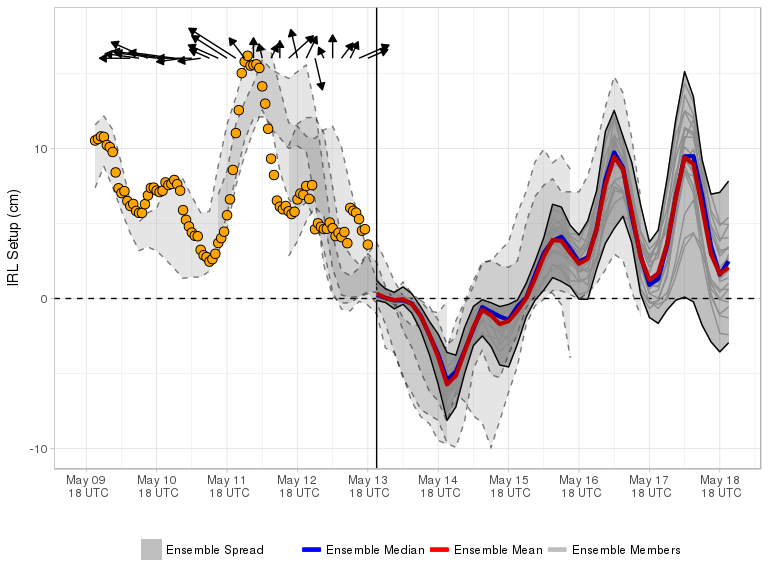 IRL Setup (cm)
10
0
-10
May 09 May 10 May 11 May 12 May 13 May 14 May 15 May 16 May 17 May 18
18 UTC 18 UTC 18 UTC 18 UTC 18 UTC 18 UTC 18 UTC 18 UTC 18 UTC 18 UTC
Ensemble Spread Ensemble Median Ensemble Mean Ensemble Members